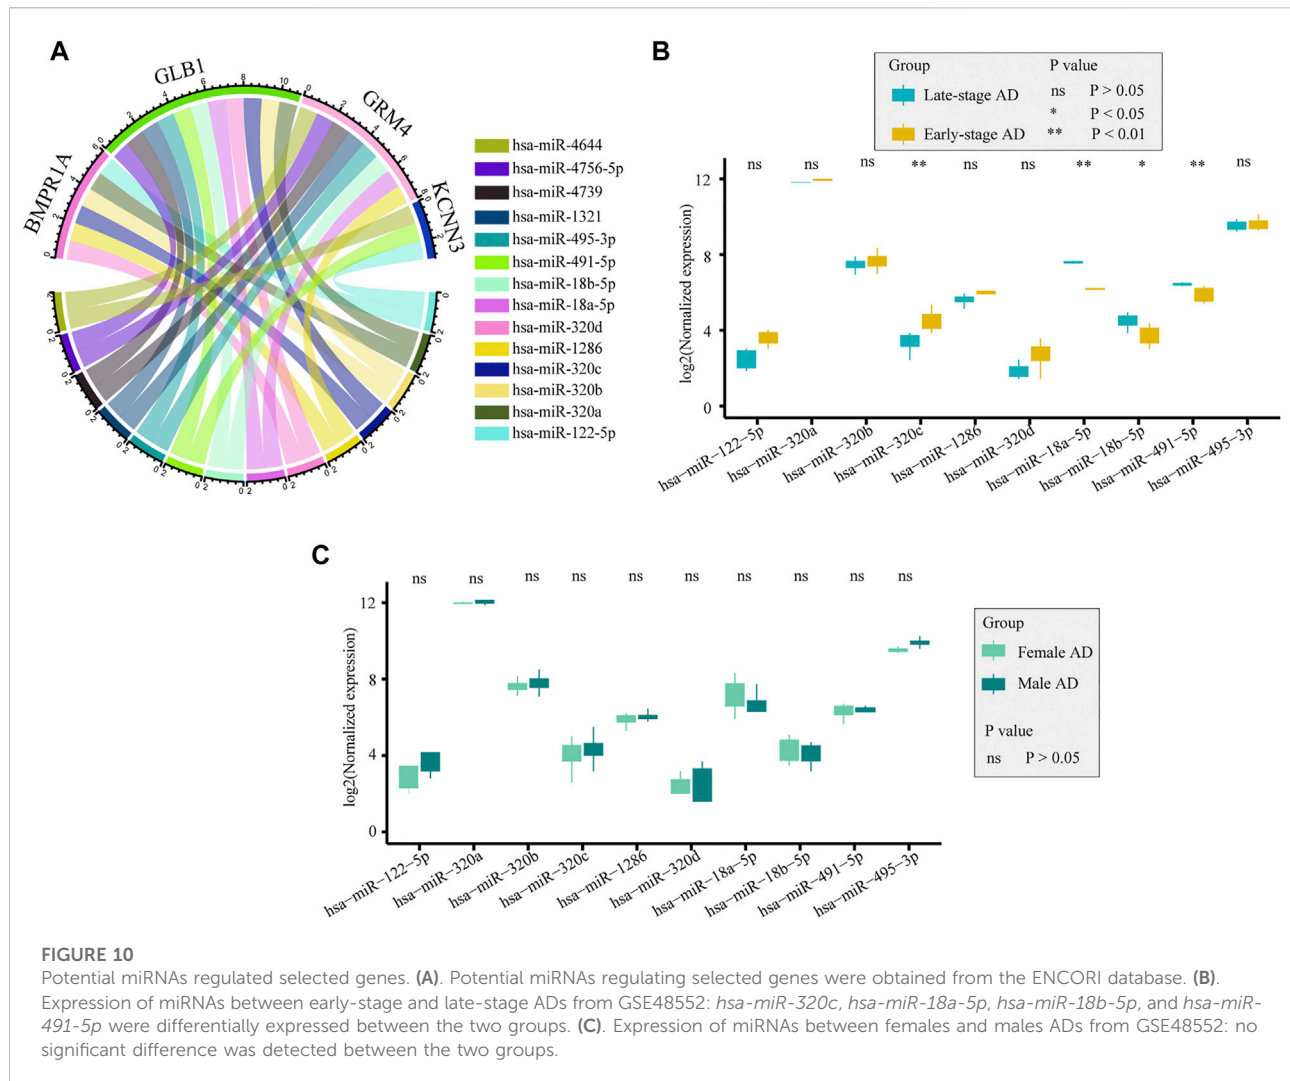 A
BMPR1A
GLB1
GRM4
KCNN3
hsa-miR-4644
hsa-miR-4756-5p
hsa-miR-4739
hsa-miR-1321
hsa-miR-495-3p
hsa-miR-491-5p
hsa-miR-18b-5p
hsa-miR-18a-5p
hsa-miR-320d
hsa-miR-1286
hsa-miR-320c
hsa-miR-320b
hsa-miR-320a
hsa-miR-122-5p
B
Group
Late-stage AD
Early-stage AD
P value
ns P > 0.05
* P < 0.05
** P < 0.01
ns ns ns ** ns ns ** * ** ns
log2(Normalized expression)
12
8
4
0
hsa−miR−122−5p
hsa−miR−320a
hsa−miR−320b
hsa−miR−320c
hsa−miR−1286
hsa−miR−320d
hsa−miR−18a−5p
hsa−miR−18b−5p
hsa−miR−491−5p
hsa−miR−495−3p
C
ns ns ns ns ns ns ns ns ns ns
log2(Normalized expression)
12
8
4
0
hsa−miR−122−5p
hsa−miR−320a
hsa−miR−320b
hsa−miR−320c
hsa−miR−1286
hsa−miR−320d
hsa−miR−18a−5p
hsa−miR−18b−5p
hsa−miR−491−5p
hsa−miR−495−3p
Group
Female AD
Male AD
P value
ns P > 0.05
FIGURE 10
Potential miRNAs regulated selected genes. (A). Potential miRNAs regulating selected genes were obtained from the ENCORI database. (B).
Expression of miRNAs between early-stage and late-stage ADs from GSE48552: hsa-miR-320c, hsa-miR-18a-5p, hsa-miR-18b-5p, and hsa-miR-
491-5p were differentially expressed between the two groups. (C). Expression of miRNAs between females and males ADs from GSE48552: no
significant difference was detected between the two groups.